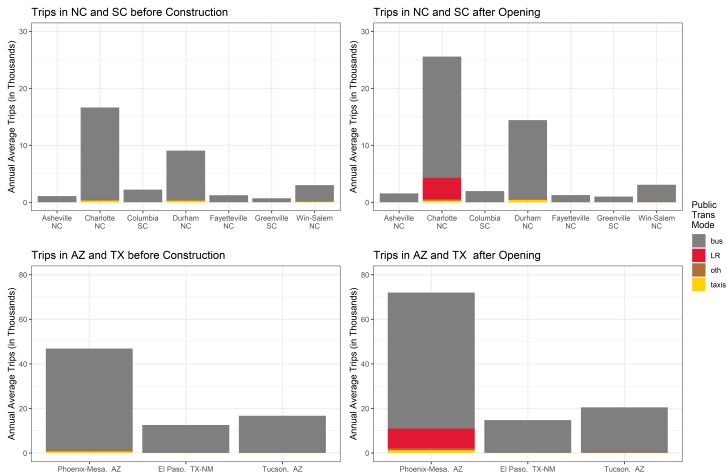 Trips in NC and SC before Construction
Annual Average Trips (in Thousands)
30
20
10
0
Asheville
NC
Charlotte
NC
Columbia
SC
Durham
NC
Fayetteville
NC
Greenville
SC
Win-Salem
NC
Trips in NC and SC after Opening
Annual Average Trips (in Thousands)
30
20
10
0
Asheville
NC
Charlotte
NC
Columbia
SC
Durham
NC
Fayetteville
NC
Greenville
SC
Win-Salem
NC
Trips in AZ and TX before Construction
Annual Average Trips (in Thousands)
80
60
40
20
0
Phoenix-Mesa, AZ
El Paso, TX-NM
Tucson, AZ
Trips in AZ and TX after Opening
Annual Average Trips (in Thousands)
80
60
40
20
0
Phoenix-Mesa, AZ
El Paso, TX-NM
Tucson, AZ
Public
Trans
Mode
bus
LR
oth
taxis